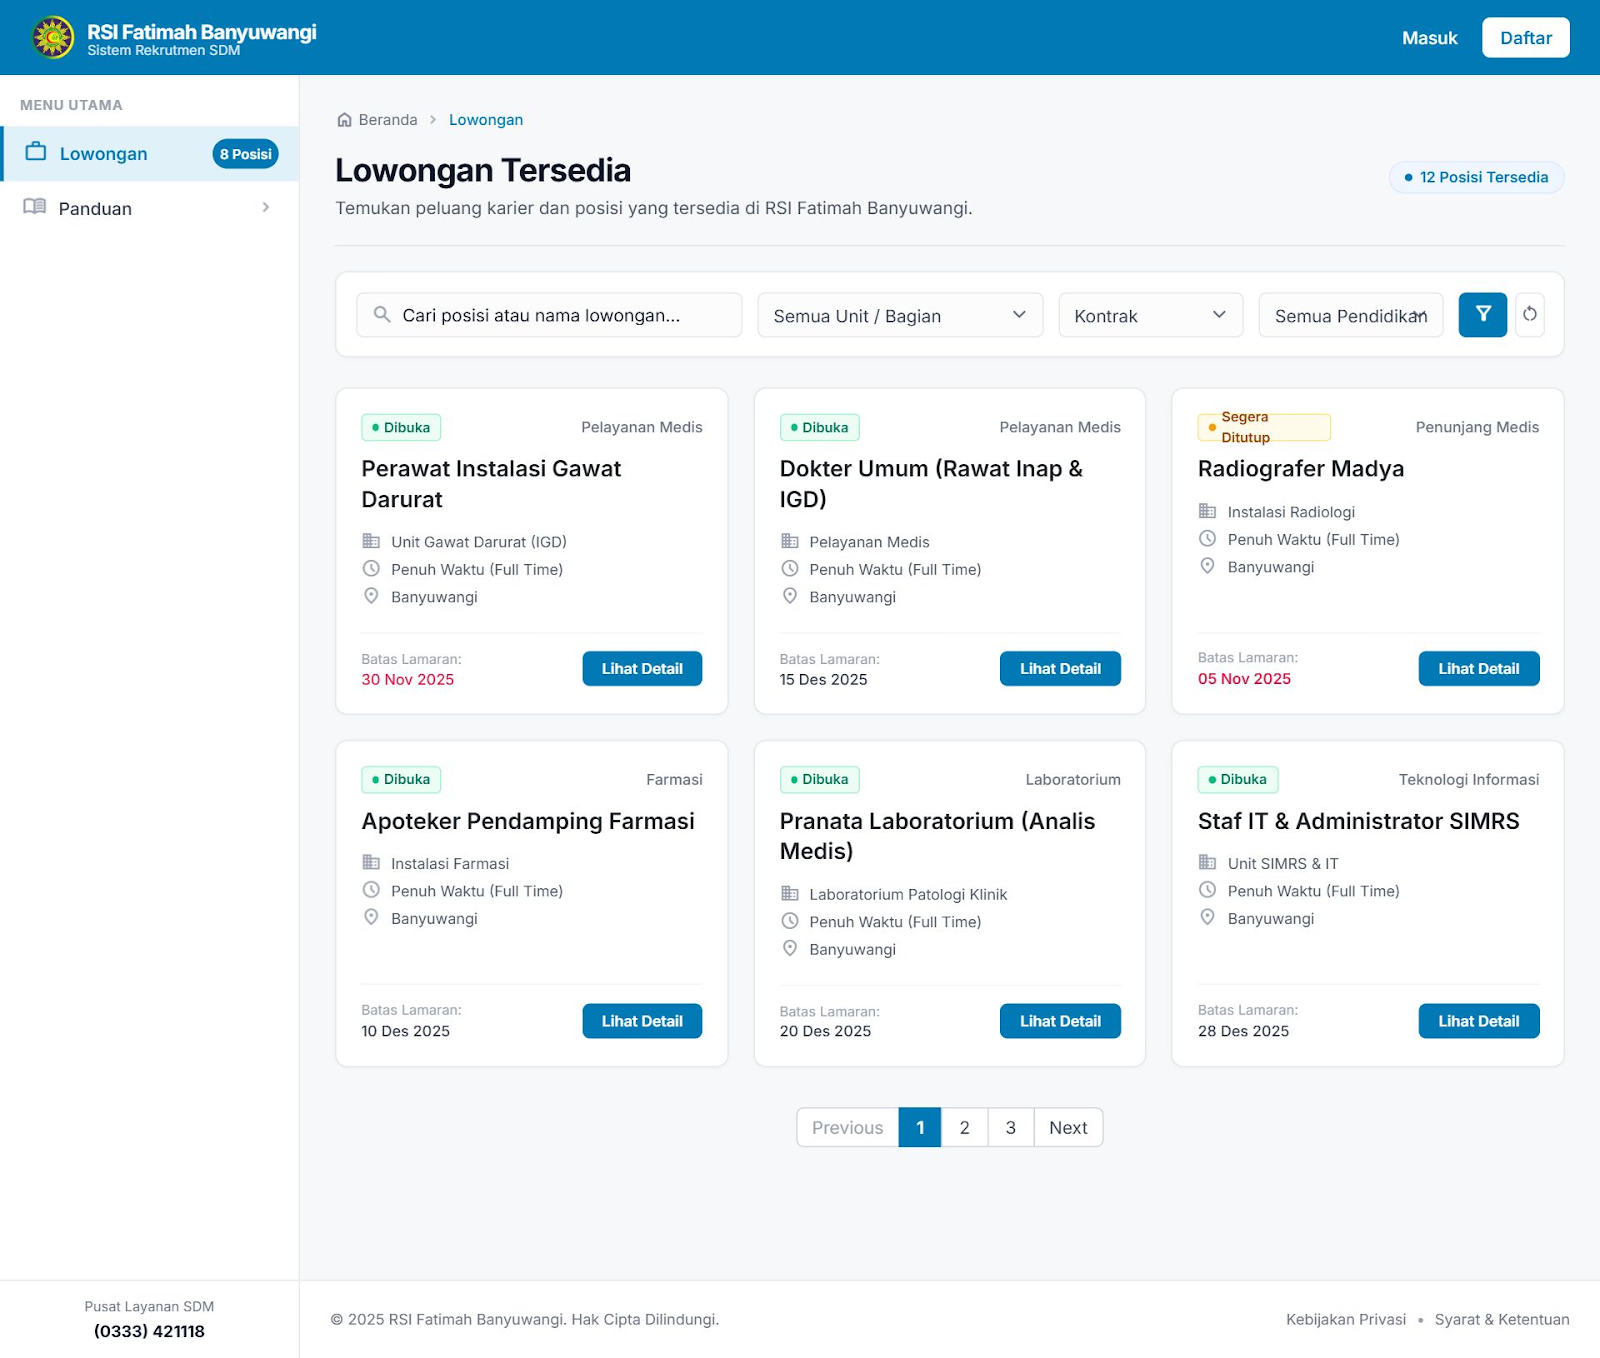 RSI Fatimah Banyuwangi
Sistem Rekrutmen SDM
Masuk
Daftar
MENU UTAMA
Lowongan
8 Posisi
Panduan
Beranda
Lowongan
Lowongan Tersedia
12 Posisi Tersedia
Temukan peluang karier dan posisi yang tersedia di RSI Fatimah Banyuwangi.
Cari posisi atau nama lowongan...
Semua Unit / Bagian
Kontrak
Semua Pendidikan
Dibuka
Pelayanan Medis
Perawat Instalasi Gawat
Darurat
Unit Gawat Darurat (IGD)
Penuh Waktu (Full Time)
Banyuwangi
Batas Lamaran:
30 Nov 2025
Lihat Detail
Dibuka
Pelayanan Medis
Dokter Umum (Rawat Inap &
IGD)
Pelayanan Medis
Penuh Waktu (Full Time)
Banyuwangi
Batas Lamaran:
15 Des 2025
Lihat Detail
Segera
Ditutup
Penunjang Medis
Radiografer Madya
Instalasi Radiologi
Penuh Waktu (Full Time)
Banyuwangi
Batas Lamaran:
05 Nov 2025
Lihat Detail
Dibuka
Farmasi
Apoteker Pendamping Farmasi
Instalasi Farmasi
Penuh Waktu (Full Time)
Banyuwangi
Batas Lamaran:
10 Des 2025
Lihat Detail
Dibuka
Laboratorium
Pranata Laboratorium (Analis
Medis)
Laboratorium Patologi Klinik
Penuh Waktu (Full Time)
Banyuwangi
Batas Lamaran:
20 Des 2025
Lihat Detail
Dibuka
Teknologi Informasi
Staf IT & Administrator SIMRS
Unit SIMRS & IT
Penuh Waktu (Full Time)
Banyuwangi
Batas Lamaran:
28 Des 2025
Lihat Detail
Previous
1
2
3
Next
Pusat Layanan SDM
(0333) 421118
© 2025 RSI Fatimah Banyuwangi. Hak Cipta Dilindungi.
Kebijakan Privasi • Syarat & Ketentuan